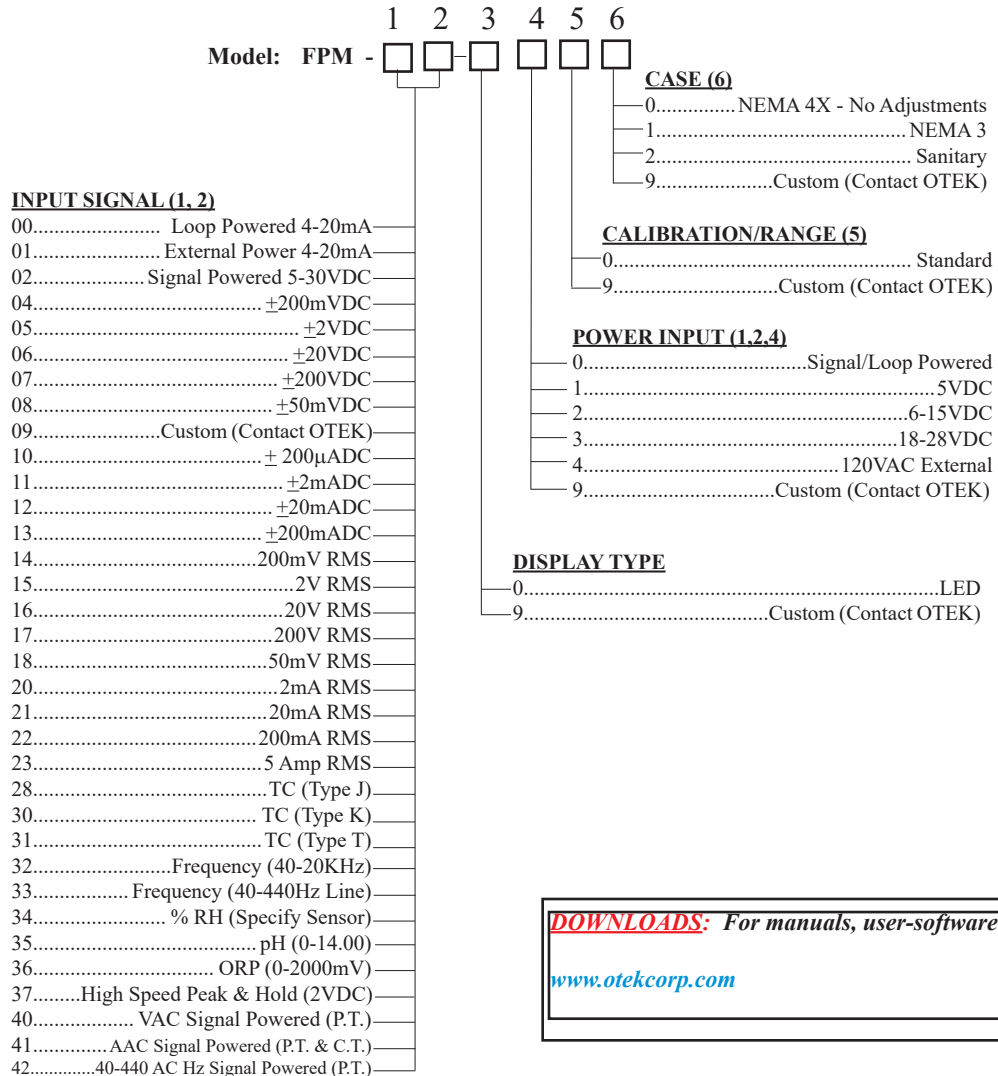 1 2 3 4 5 6
Model: FPM -
CASE (6)
0...............NEMA 4X - No Adjustments
1...............................................NEMA 3
2............................................... Sanitary
9......................Custom (Contact OTEK)
INPUT SIGNAL (1, 2)
00....................... Loop Powered 4-20mA
01....................... External Power 4-20mA
02.................... Signal Powered 5-30VDC
04.............................................. ±200mVDC
05................................................ ±2VDC
06.............................................. ±20VDC
07............................................ ±200VDC
08............................................ ±50mVDC
09.......................Custom (Contact OTEK)
10.........................................± 200µADC
11............................................. ±2mADC
12............................................±20mADC
13..........................................±200mADC
14.........................................200mV RMS
15...............................................2V RMS
16..............................................20V RMS
17............................................200V RMS
18...........................................50mV RMS
20............................................2mA RMS
21..........................................20mA RMS
22........................................200mA RMS
23.........................................5 Amp RMS
28..........................................TC (Type J)
30........................................ TC (Type K)
31.........................................TC (Type T)
32.........................Frequency (40-20KHz)
33................. Frequency (40-440Hz Line)
34........................ % RH (Specify Sensor)
35........................................pH (0-14.00)
36................................ ORP (0-2000mV)
37.........High Speed Peak & Hold (2VDC)
40.................. VAC Signal Powered (P.T.)
41...............AAC Signal Powered (P.T. & C.T.)
42..............40-440 AC Hz Signal Powered (P.T.)
CALIBRATION/RANGE (5)
0................................................ Standard
9.............................Custom (Contact OTEK)
POWER INPUT (1,2,4)
0.......................................Signal/Loop Powered
1...............................................................5VDC
2.........................................................6-15VDC
3.......................................................18-28VDC
4............................................120VAC External
9.................................Custom (Contact OTEK)
DISPLAY TYPE
0.........................................................................LED
9...........................................Custom (Contact OTEK)
DOWNLOADS: For manuals, user-software
www.otekcorp.com